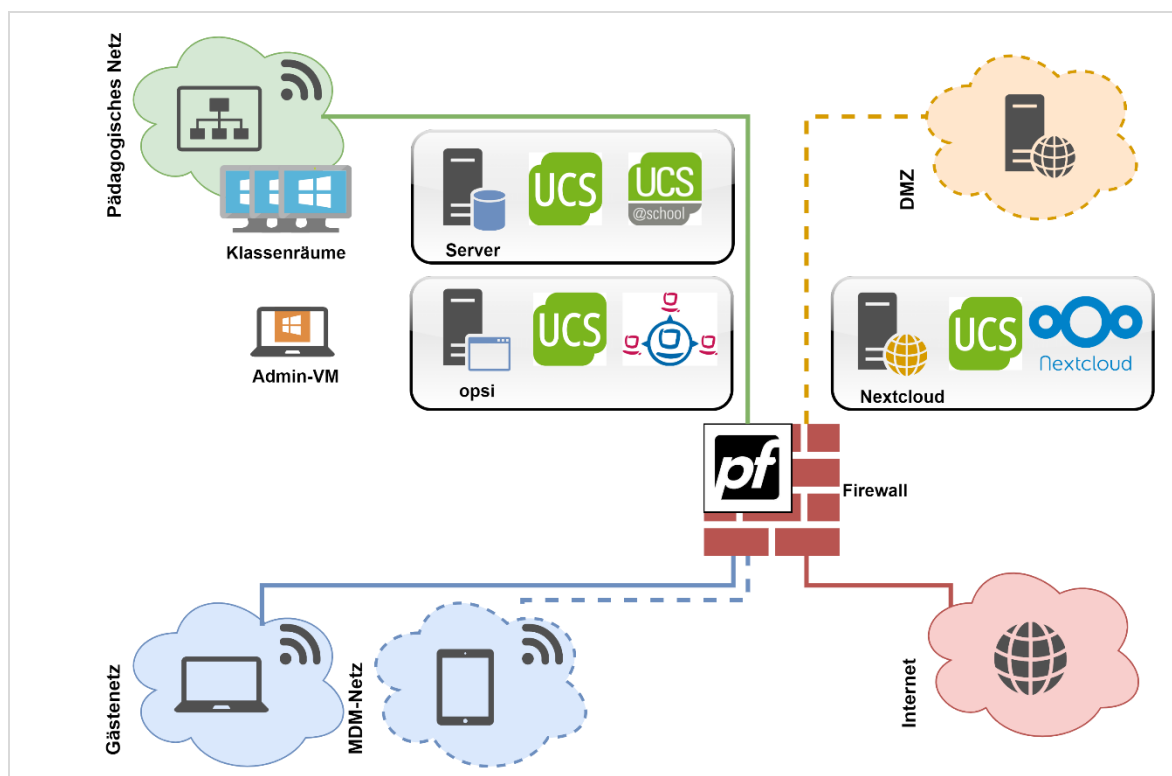 Pädagogisches Netz
Klassenräume
Admin-VM
UCS
UCS
@school
Server
UCS
opsi
DMZ
UCS
Nextcloud
Nextcloud
pf
Firewall
Gästenetz
MDM-Netz
Internet